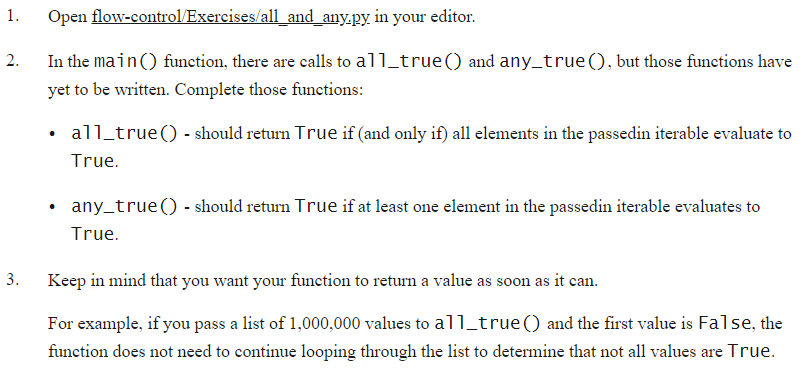 1. Open flow-control/Exercises/all_and_any.py in your editor.
2. In the main() function, there are calls to all_true() and any_true(), but those functions have
yet to be written. Complete those functions:
• all_true() - should return True if (and only if) all elements in the passedin iterable evaluate to
True.
• any_true() - should return True if at least one element in the passedin iterable evaluates to
True.
3. Keep in mind that you want your function to return a value as soon as it can.
For example, if you pass a list of 1,000,000 values to all_true() and the first value is False, the
function does not need to continue looping through the list to determine that not all values are True.